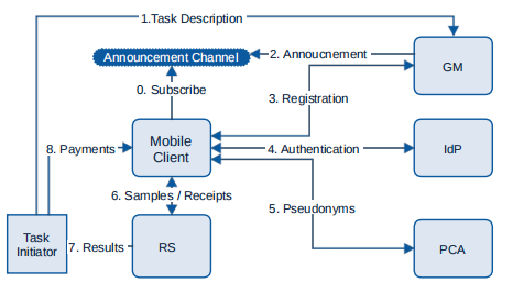 1.Task Description
Announcement Channel
2. Annoucnement
GM
0. Subscribe
3. Registration
Mobile
Client
8. Payments
4. Authentication
IdP
6. Samples / Receipts
5. Pseudonyms
Task
Initiator
7. Results
RS
PCA